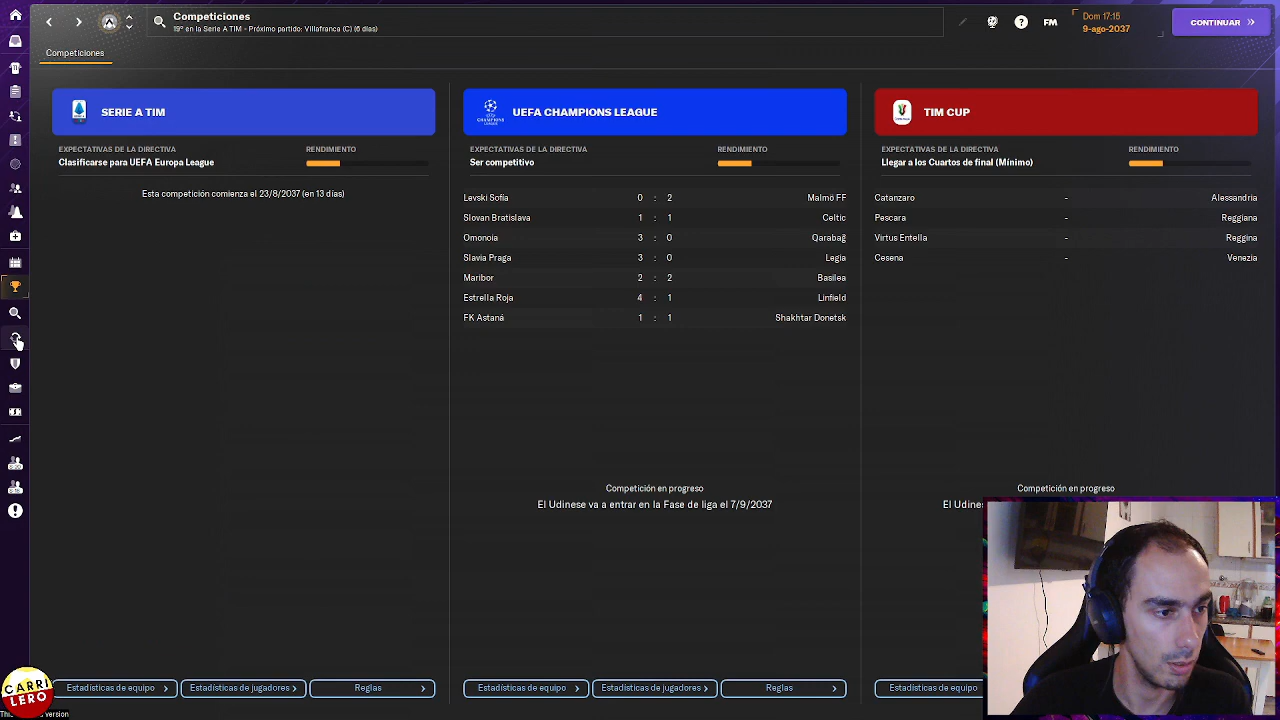 Competiciones
19º en la Serie A TIM - Próximo partido: Villafranca (C) (6 días)
FM
Dom 17:15
9-ago-2037
CONTINUAR
Competiciones
SERIE A TIM
EXPECTATIVAS DE LA DIRECTIVA
RENDIMIENTO
Clasificarse para UEFA Europa League
Esta competición comienza el 23/8/2037 (en 13 días)
Estadísticas de equipo
Estadísticas de jugadores
Reglas
UEFA CHAMPIONS LEAGUE
EXPECTATIVAS DE LA DIRECTIVA
RENDIMIENTO
Ser competitivo
Levski Sofía 0 : 2 Malmö FF
Slovan Bratislava 1 : 1 Celtic
Omonoia 3 : 0 Qarabağ
Slavia Praga 3 : 0 Legia
Maribor 2 : 2 Basilea
Estrella Roja 4 : 1 Linfield
FK Astaná 1 : 1 Shakhtar Donetsk
Competición en progreso
El Udinese va a entrar en la Fase de liga el 7/9/2037
Estadísticas de equipo
Estadísticas de jugadores
Reglas
TIM CUP
EXPECTATIVAS DE LA DIRECTIVA
RENDIMIENTO
Llegar a los Cuartos de final (Mínimo)
Catanzaro - Alessandria
Pescara - Reggiana
Virtus Entella - Reggina
Cesena - Venezia
Competición en progreso
El Udines
Estadísticas de equipo
CARRI
LERO